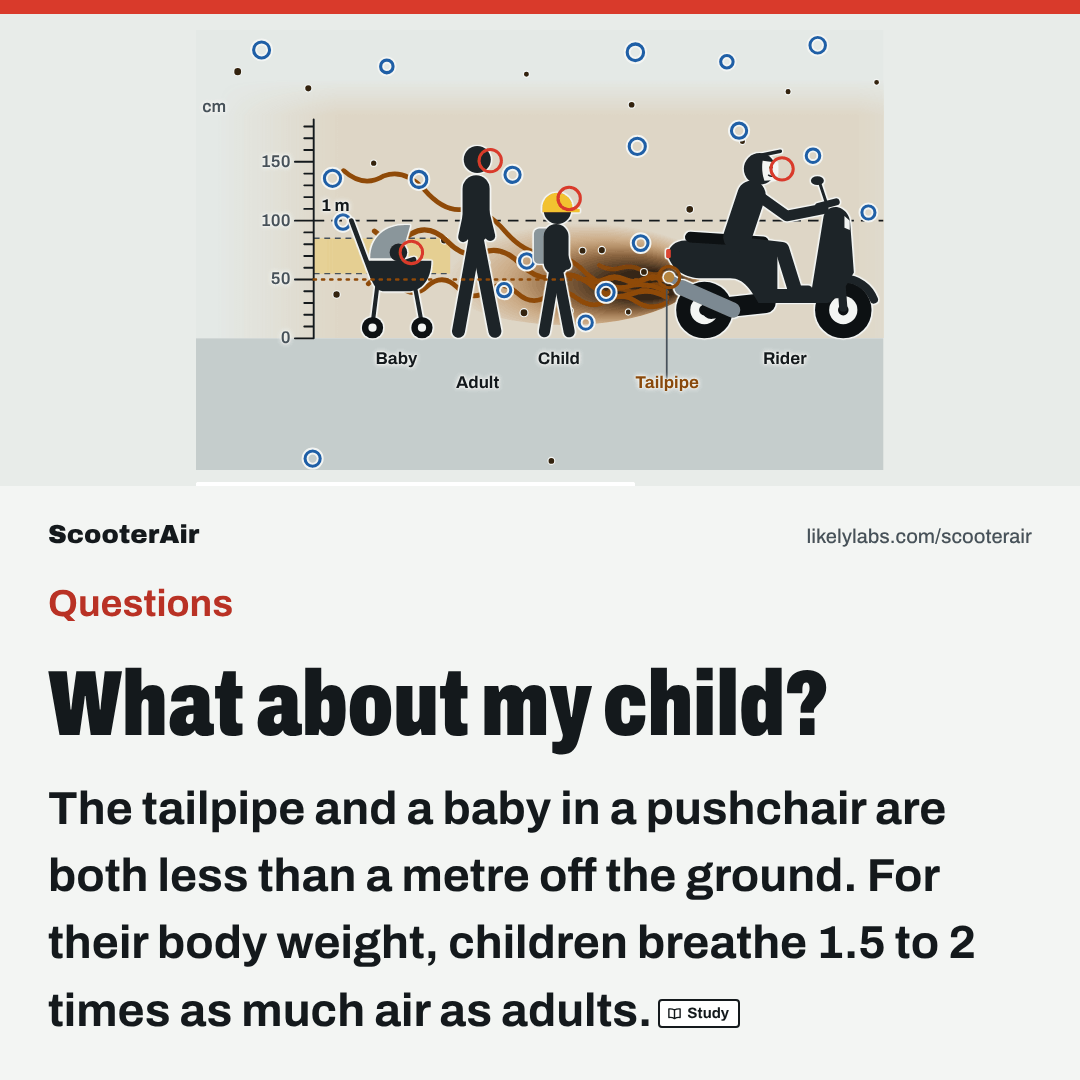 cm
150
1 m
100
50
0
Baby
Child
Rider
Adult
Tailpipe
ScooterAir
likelylabs.com/scooterair
Questions
What about my child?
The tailpipe and a baby in a pushchair are
both less than a metre off the ground. For
their body weight, children breathe 1.5 to 2
times as much air as adults. Study